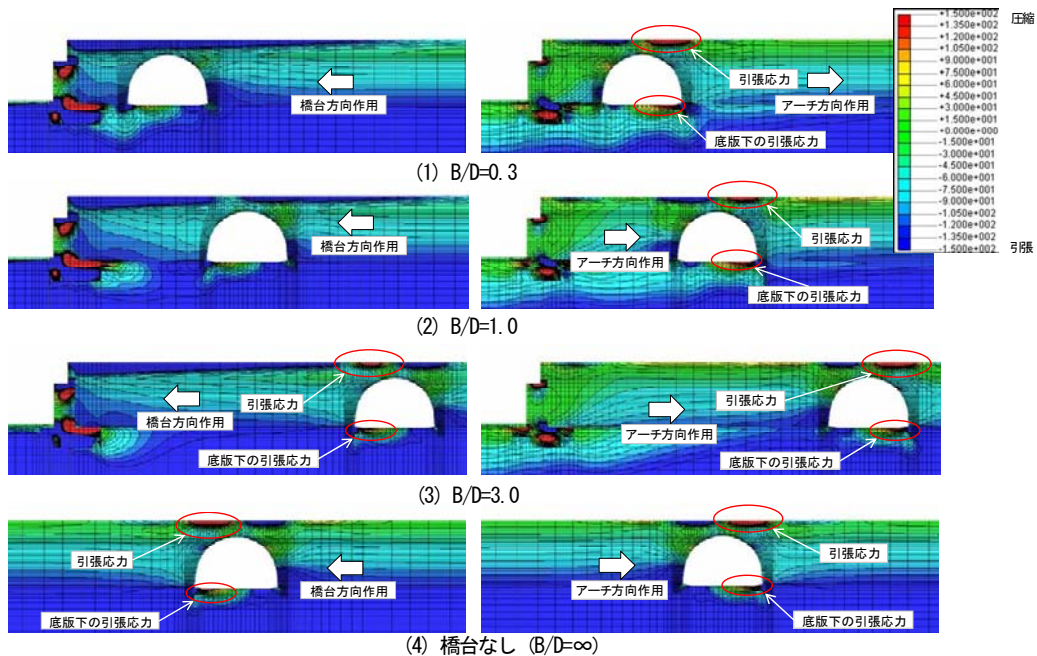 +1.500e+002
圧縮
+1.350e+002
+1.200e+002
+1.050e+002
+9.000e+001
+7.500e+001
+6.000e+001
+4.500e+001
+3.000e+001
+1.500e+001
+0.000e+000
-1.500e+001
-3.000e+001
-4.500e+001
-6.000e+001
-7.500e+001
-9.000e+001
-1.050e+002
-1.200e+002
-1.350e+002
-1.500e+002
引張
橋台方向作用
引張応力
アーチ方向作用
底版下の引張応力
(1) B/D=0.3
橋台方向作用
アーチ方向作用
引張応力
底版下の引張応力
(2) B/D=1.0
引張応力
橋台方向作用
底版下の引張応力
引張応力
アーチ方向作用
底版下の引張応力
(3) B/D=3.0
引張応力
橋台方向作用
底版下の引張応力
引張応力
アーチ方向作用
底版下の引張応力
(4) 橋台なし (B/D=∞)